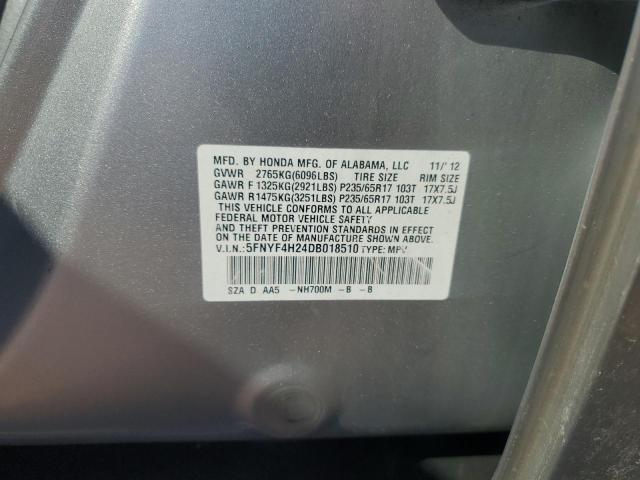 MFD. BY HONDA MFG. OF ALABAMA, LLC 11/'12
GVWR 2765KG(6096LBS) TIRE SIZE RIM SIZE
GAWR F 1325KG(2921LBS) P235/65R17 103T 17X7.5J
GAWR R 1475KG(3251LBS) P235/65R17 103T 17X7.5J
THIS VEHICLE CONFORMS TO ALL APPLICABLE
FEDERAL MOTOR VEHICLE SAFETY, BUMPER,
AND THEFT PREVENTION STANDARDS IN EFFECT
ON THE DATE OF MANUFACTURE SHOWN ABOVE.
V.I.N.: 5FNYF4H24DB018510 TYPE: MPV
SZA D AA5 -NH700M -B -B